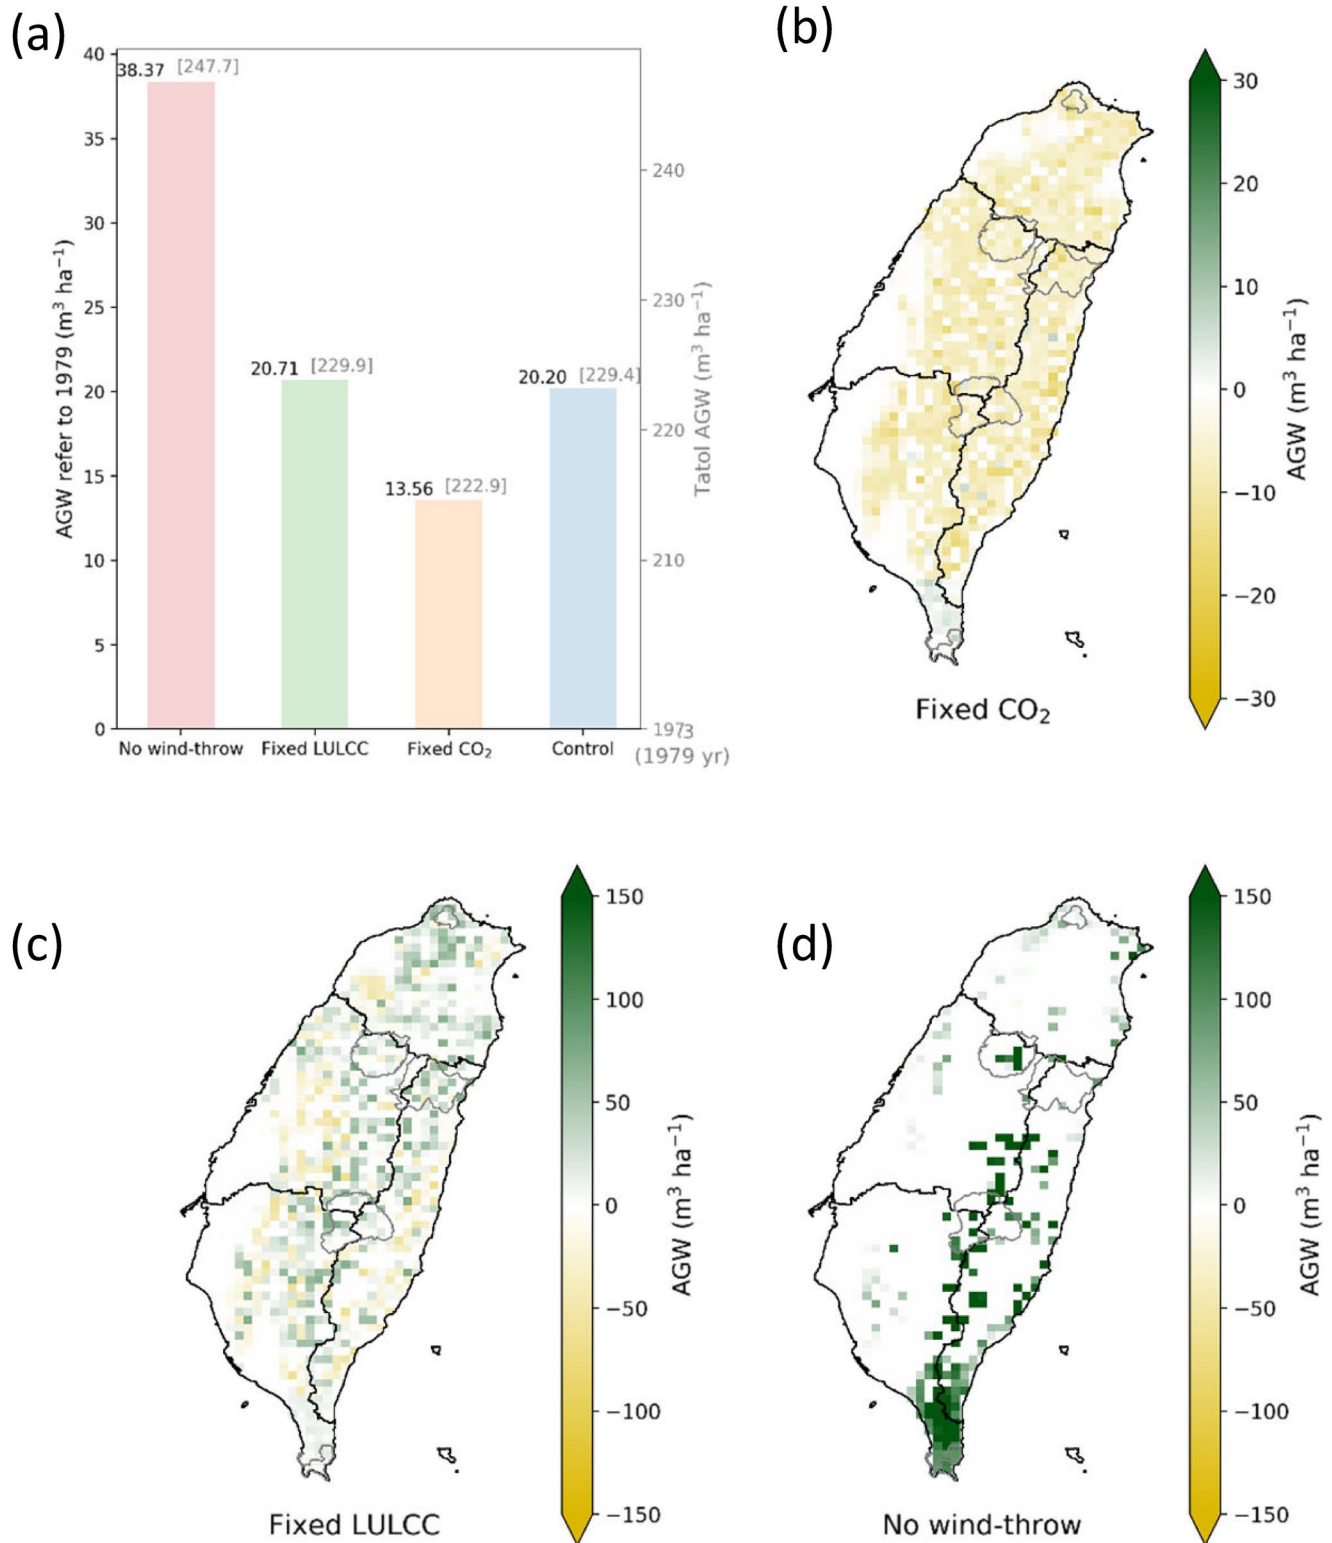 (a)
40
38.37 [247.7]
35
240
30
230
25
20.71 [229.9]
20.20 [229.4]
20
220
15
13.56 [222.9]
10
210
5
0
1973
No wind-throw Fixed LULCC Fixed CO₂ Control
(1979 yr)
AGW refer to 1979 (m³ ha⁻¹)
Tatol AGW (m³ ha⁻¹)
(b)
30
20
10
0
−10
−20
−30
AGW (m³ ha⁻¹)
Fixed CO₂
(c)
150
100
50
0
−50
−100
−150
AGW (m³ ha⁻¹)
Fixed LULCC
(d)
150
100
50
0
−50
−100
−150
AGW (m³ ha⁻¹)
No wind-throw